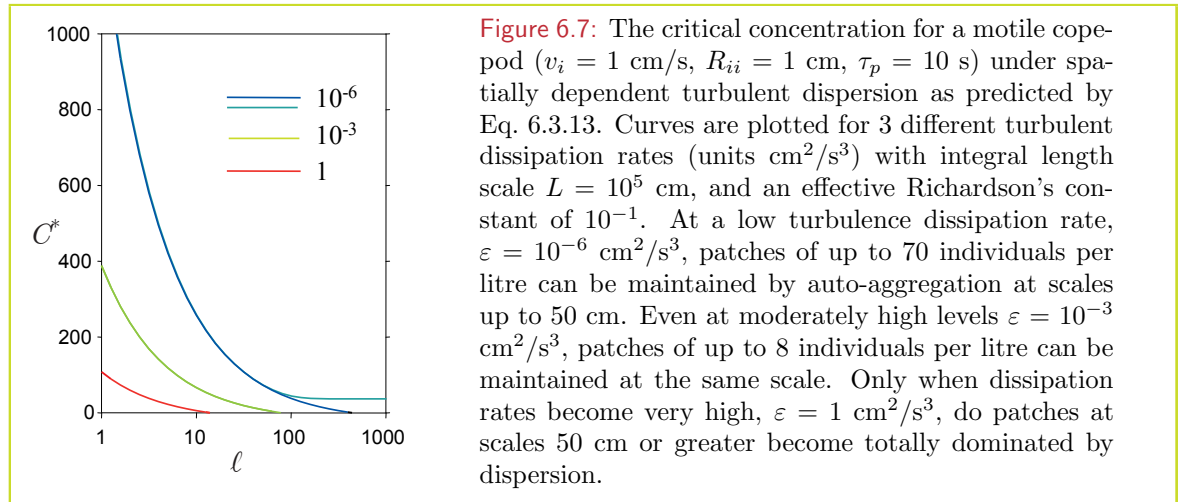 1000
800
600
C*
400
200
0
1
10
100
1000
ℓ
10⁻⁶
10⁻³
1
Figure 6.7: The critical concentration for a motile cope-
pod (vᵢ = 1 cm/s, Rᵢᵢ = 1 cm, τₚ = 10 s) under spa-
tially dependent turbulent dispersion as predicted by
Eq. 6.3.13. Curves are plotted for 3 different turbulent
dissipation rates (units cm²/s³) with integral length
scale L = 10⁵ cm, and an effective Richardson's con-
stant of 10⁻¹. At a low turbulence dissipation rate,
ε = 10⁻⁶ cm²/s³, patches of up to 70 individuals per
litre can be maintained by auto-aggregation at scales
up to 50 cm. Even at moderately high levels ε = 10⁻³
cm²/s³, patches of up to 8 individuals per litre can be
maintained at the same scale. Only when dissipation
rates become very high, ε = 1 cm²/s³, do patches at
scales 50 cm or greater become totally dominated by
dispersion.